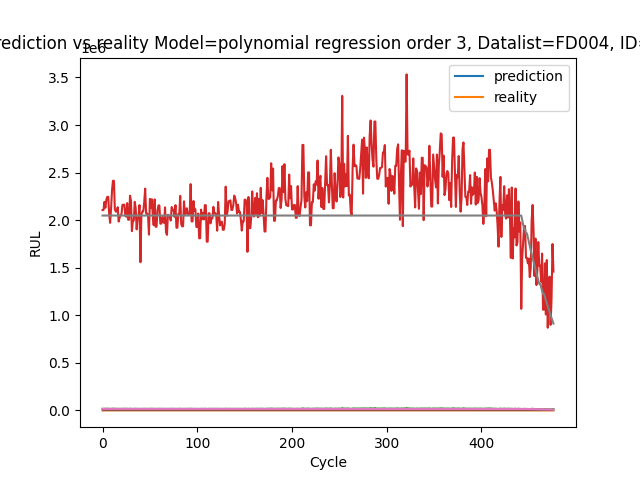 rediction vs reality Model=polynomial regression order 3, Datalist=FD004, ID=
1e6
3.5
3.0
2.5
2.0
1.5
1.0
0.5
0.0
RUL
0
100
200
300
400
Cycle
prediction
reality